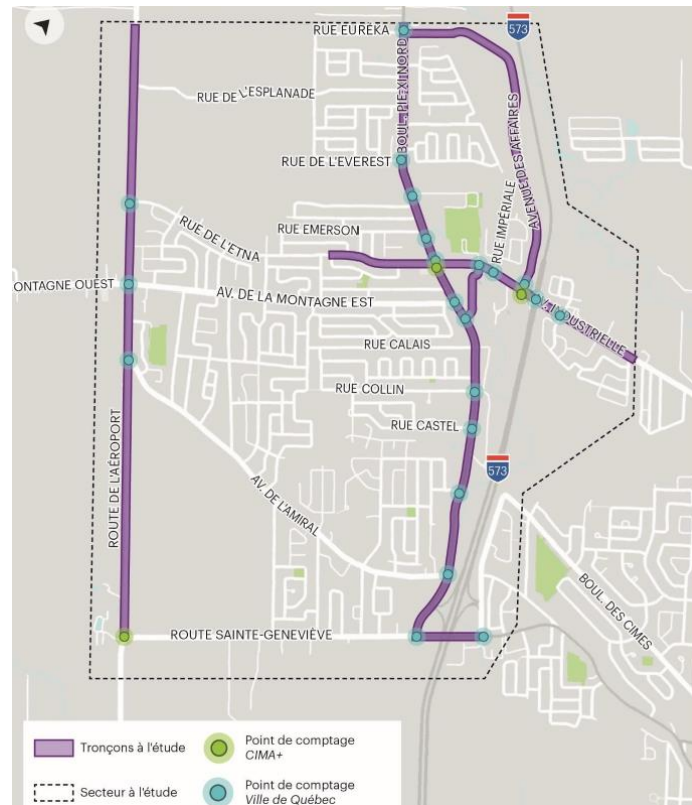 RUE EUREKA
573
BOUL. PIE-XI NORD
RUE DE L'ESPLANADE
AVENUE DES AFFAIRES
RUE DE L'EVEREST
RUE IMPÉRIALE
RUE EMERSON
RUE DE L'ETNA
ONTAGNE OUEST
AV. DE LA MONTAGNE EST
INDUSTRIELLE
RUE CALAIS
RUE COLLIN
RUE CASTEL
ROUTE DE L'AÉROPORT
573
AV. DE L'AMIRAL
BOUL. DES CIMES
ROUTE SAINTE-GENEVIÈVE
Tronçons à l'étude
Point de comptage
CIMA+
Secteur à l'étude
Point de comptage
Ville de Québec